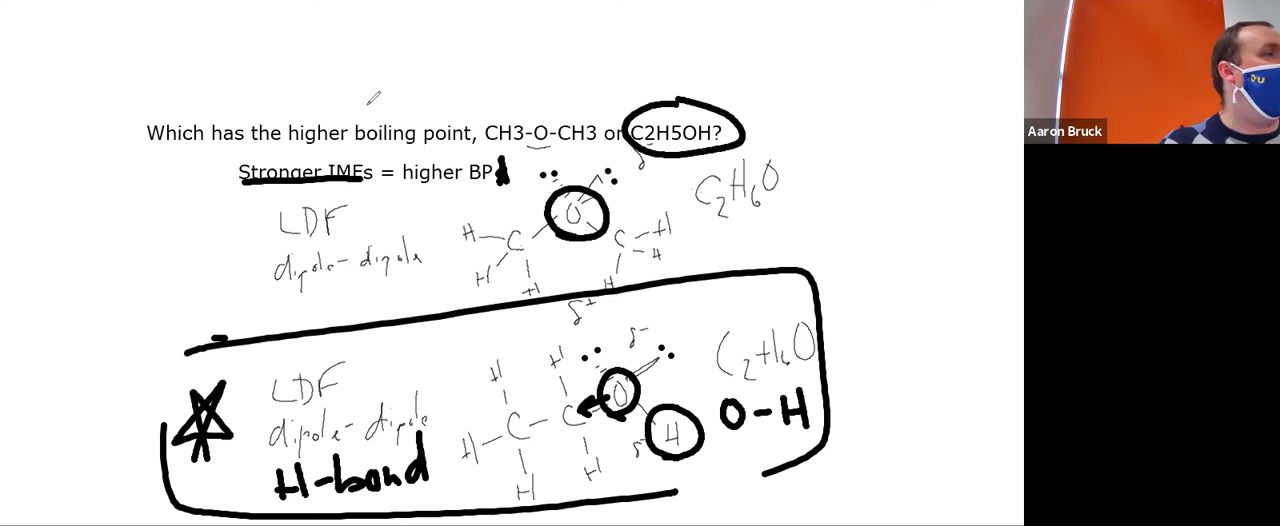 Aaron Bruck
Which has the higher boiling point, CH3-O-CH3 or C2H5OH?
Stronger IMEs = higher BP
δ
C2H6O
LDF
O
H C C H
dipole-dipole
H H
H H
δ+
δ-
H H
C2H6O
LDF
O
O-H
dipole-dipole
C - C
H H
δ
H-bond
H
H